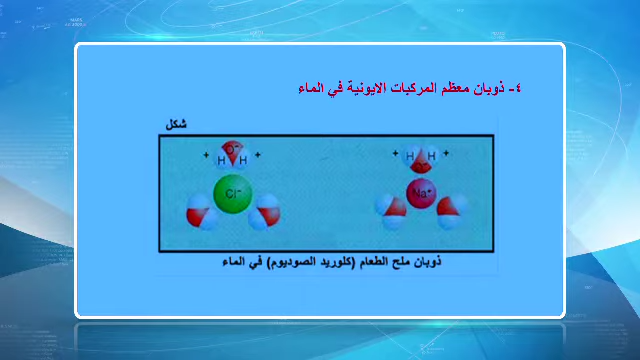 ٤- ذوبان معظم المركبات الايونية في الماء
شكل
O⁻
+ H H +
Cl⁻
+ H H +
Na⁺
ذوبان ملح الطعام (كلوريد الصوديوم) في الماء